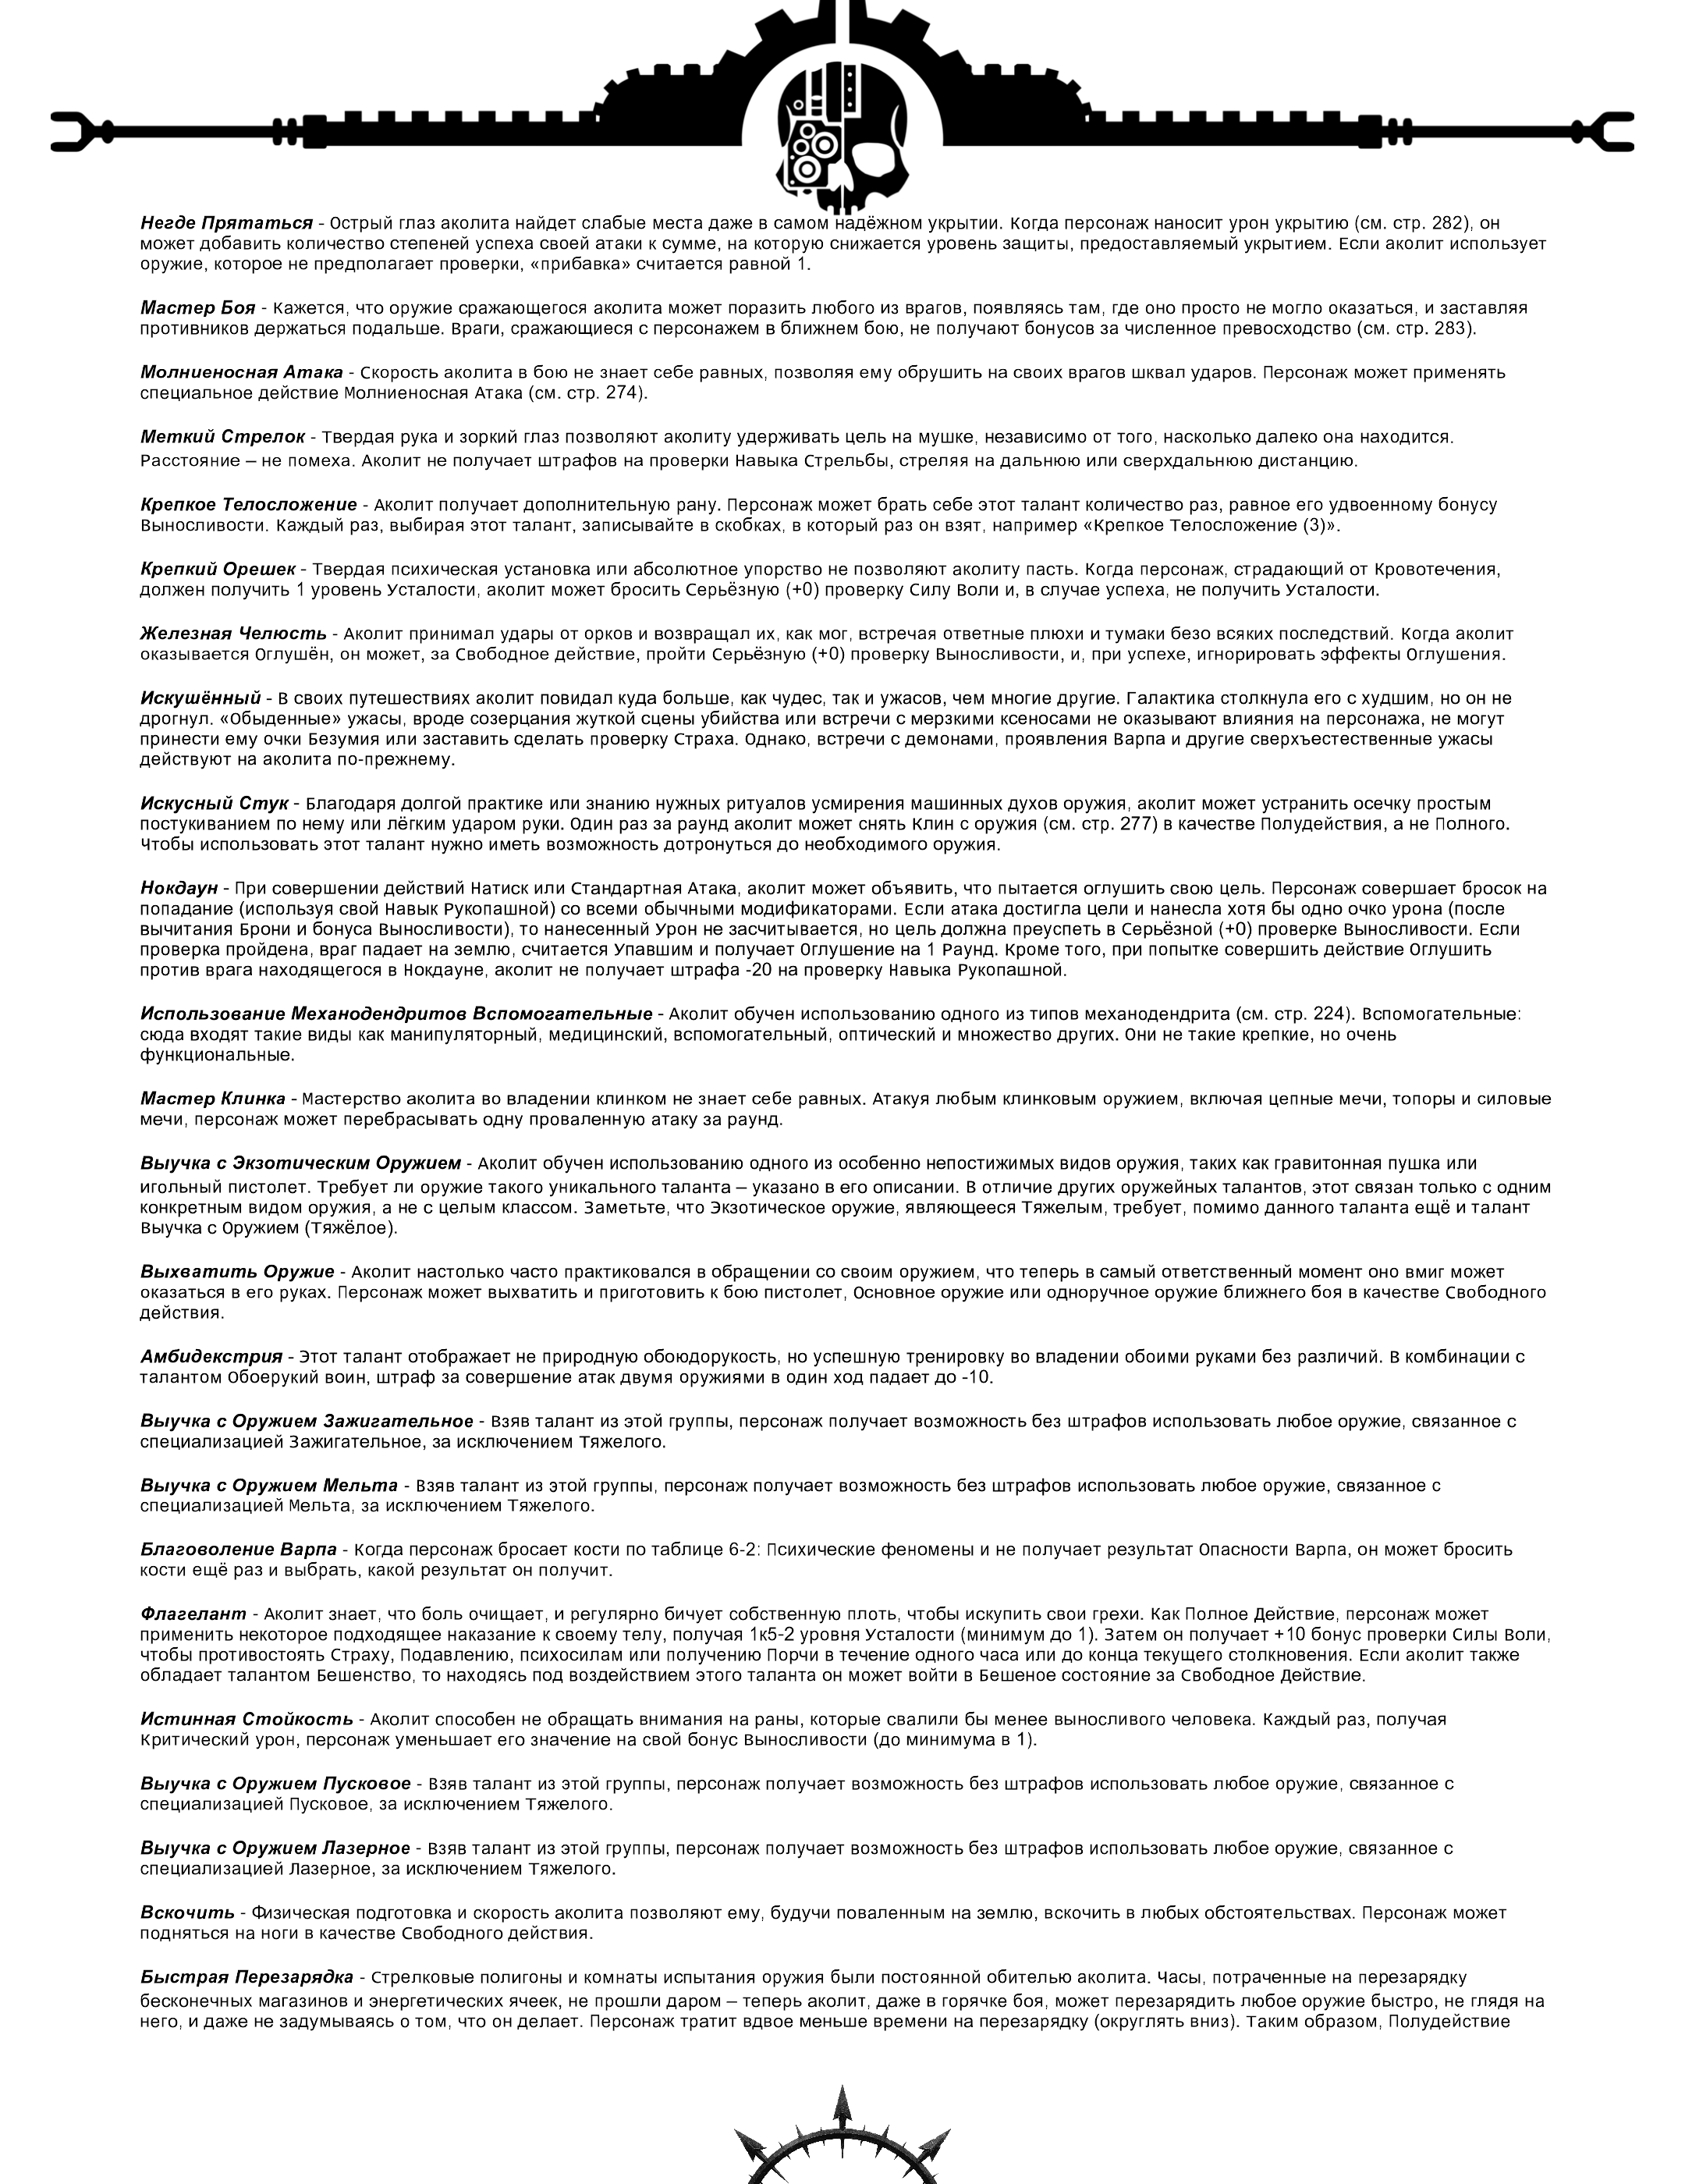 Негде Прятаться - Острый глаз аколита найдет слабые места даже в самом надёжном укрытии. Когда персонаж наносит урон укрытию (см. стр. 282), он
может добавить количество степеней успеха своей атаки к сумме, на которую снижается уровень защиты, предоставляемый укрытием. Если аколит использует
оружие, которое не предполагает проверки, «прибавка» считается равной 1.
Мастер Боя - Кажется, что оружие сражающегося аколита может поразить любого из врагов, появляясь там, где оно просто не могло оказаться, и заставляя
противников держаться подальше. Враги, сражающиеся с персонажем в ближнем бою, не получают бонусов за численное превосходство (см. стр. 283).
Молниеносная Атака - Скорость аколита в бою не знает себе равных, позволяя ему обрушить на своих врагов шквал ударов. Персонаж может применять
специальное действие Молниеносная Атака (см. стр. 274).
Меткий Стрелок - Твердая рука и зоркий глаз позволяют аколиту удерживать цель на мушке, независимо от того, насколько далеко она находится.
Расстояние – не помеха. Аколит не получает штрафов на проверки Навыка Стрельбы, стреляя на дальнюю или сверхдальнюю дистанцию.
Крепкое Телосложение - Аколит получает дополнительную рану. Персонаж может брать себе этот талант количество раз, равное его удвоенному бонусу
Выносливости. Каждый раз, выбирая этот талант, записывайте в скобках, в который раз он взят, например «Крепкое Телосложение (3)».
Крепкий Орешек - Твердая психическая установка или абсолютное упорство не позволяют аколиту пасть. Когда персонаж, страдающий от Кровотечения,
должен получить 1 уровень Усталости, аколит может бросить Серьёзную (+0) проверку Силу Воли и, в случае успеха, не получить Усталости.
Железная Челюсть - Аколит принимал удары от орков и возвращал их, как мог, встречая ответные плюхи и тумаки безо всяких последствий. Когда аколит
оказывается Оглушён, он может, за Свободное действие, пройти Серьёзную (+0) проверку Выносливости, и, при успехе, игнорировать эффекты Оглушения.
Искушённый - В своих путешествиях аколит повидал куда больше, как чудес, так и ужасов, чем многие другие. Галактика столкнула его с худшим, но он не
дрогнул. «Обыденные» ужасы, вроде созерцания жуткой сцены убийства или встречи с мерзкими ксеносами не оказывают влияния на персонажа, не могут
принести ему очки Безумия или заставить сделать проверку Страха. Однако, встречи с демонами, проявления Варпа и другие сверхъестественные ужасы
действуют на аколита по-прежнему.
Искусный Стук - Благодаря долгой практике или знанию нужных ритуалов усмирения машинных духов оружия, аколит может устранить осечку простым
постукиванием по нему или лёгким ударом руки. Один раз за раунд аколит может снять Клин с оружия (см. стр. 277) в качестве Полудействия, а не Полного.
Чтобы использовать этот талант нужно иметь возможность дотронуться до необходимого оружия.
Нокдаун - При совершении действий Натиск или Стандартная Атака, аколит может объявить, что пытается оглушить свою цель. Персонаж совершает бросок на
попадание (используя свой Навык Рукопашной) со всеми обычными модификаторами. Если атака достигла цели и нанесла хотя бы одно очко урона (после
вычитания Брони и бонуса Выносливости), то нанесенный Урон не засчитывается, но цель должна преуспеть в Серьёзной (+0) проверке Выносливости. Если
проверка пройдена, враг падает на землю, считается Упавшим и получает Оглушение на 1 Раунд. Кроме того, при попытке совершить действие Оглушить
против врага находящегося в Нокдауне, аколит не получает штрафа -20 на проверку Навыка Рукопашной.
Использование Механодендритов Вспомогательные - Аколит обучен использованию одного из типов механодендрита (см. стр. 224). Вспомогательные:
сюда входят такие виды как манипуляторный, медицинский, вспомогательный, оптический и множество других. Они не такие крепкие, но очень
функциональные.
Мастер Клинка - Мастерство аколита во владении клинком не знает себе равных. Атакуя любым клинковым оружием, включая цепные мечи, топоры и силовые
мечи, персонаж может перебрасывать одну проваленную атаку за раунд.
Выучка с Экзотическим Оружием - Аколит обучен использованию одного из особенно непостижимых видов оружия, таких как гравитонная пушка или
игольный пистолет. Требует ли оружие такого уникального таланта – указано в его описании. В отличие других оружейных талантов, этот связан только с одним
конкретным видом оружия, а не с целым классом. Заметьте, что Экзотическое оружие, являющееся Тяжелым, требует, помимо данного таланта ещё и талант
Выучка с Оружием (Тяжёлое).
Выхватить Оружие - Аколит настолько часто практиковался в обращении со своим оружием, что теперь в самый ответственный момент оно вмиг может
оказаться в его руках. Персонаж может выхватить и приготовить к бою пистолет, Основное оружие или одноручное оружие ближнего боя в качестве Свободного
действия.
Амбидекстрия - Этот талант отображает не природную обоюдорукость, но успешную тренировку во владении обоими руками без различий. В комбинации с
талантом Обоерукий воин, штраф за совершение атак двумя оружиями в один ход падает до -10.
Выучка с Оружием Зажигательное - Взяв талант из этой группы, персонаж получает возможность без штрафов использовать любое оружие, связанное с
специализацией Зажигательное, за исключением Тяжелого.
Выучка с Оружием Мельта - Взяв талант из этой группы, персонаж получает возможность без штрафов использовать любое оружие, связанное с
специализацией Мельта, за исключением Тяжелого.
Благоволение Варпа - Когда персонаж бросает кости по таблице 6-2: Психические феномены и не получает результат Опасности Варпа, он может бросить
кости ещё раз и выбрать, какой результат он получит.
Флагелант - Аколит знает, что боль очищает, и регулярно бичует собственную плоть, чтобы искупить свои грехи. Как Полное Действие, персонаж может
применить некоторое подходящее наказание к своему телу, получая 1к5-2 уровня Усталости (минимум до 1). Затем он получает +10 бонус проверки Силы Воли,
чтобы противостоять Страху, Подавлению, психосилам или получению Порчи в течение одного часа или до конца текущего столкновения. Если аколит также
обладает талантом Бешенство, то находясь под воздействием этого таланта он может войти в Бешеное состояние за Свободное Действие.
Истинная Стойкость - Аколит способен не обращать внимания на раны, которые свалили бы менее выносливого человека. Каждый раз, получая
Критический урон, персонаж уменьшает его значение на свой бонус Выносливости (до минимума в 1).
Выучка с Оружием Пусковое - Взяв талант из этой группы, персонаж получает возможность без штрафов использовать любое оружие, связанное с
специализацией Пусковое, за исключением Тяжелого.
Выучка с Оружием Лазерное - Взяв талант из этой группы, персонаж получает возможность без штрафов использовать любое оружие, связанное с
специализацией Лазерное, за исключением Тяжелого.
Вскочить - Физическая подготовка и скорость аколита позволяют ему, будучи поваленным на землю, вскочить в любых обстоятельствах. Персонаж может
подняться на ноги в качестве Свободного действия.
Быстрая Перезарядка - Стрелковые полигоны и комнаты испытания оружия были постоянной обителью аколита. Часы, потраченные на перезарядку
бесконечных магазинов и энергетических ячеек, не прошли даром – теперь аколит, даже в горячке боя, может перезарядить любое оружие быстро, не глядя на
него, и даже не задумываясь о том, что он делает. Персонаж тратит вдвое меньше времени на перезарядку (округлять вниз). Таким образом, Полудействие